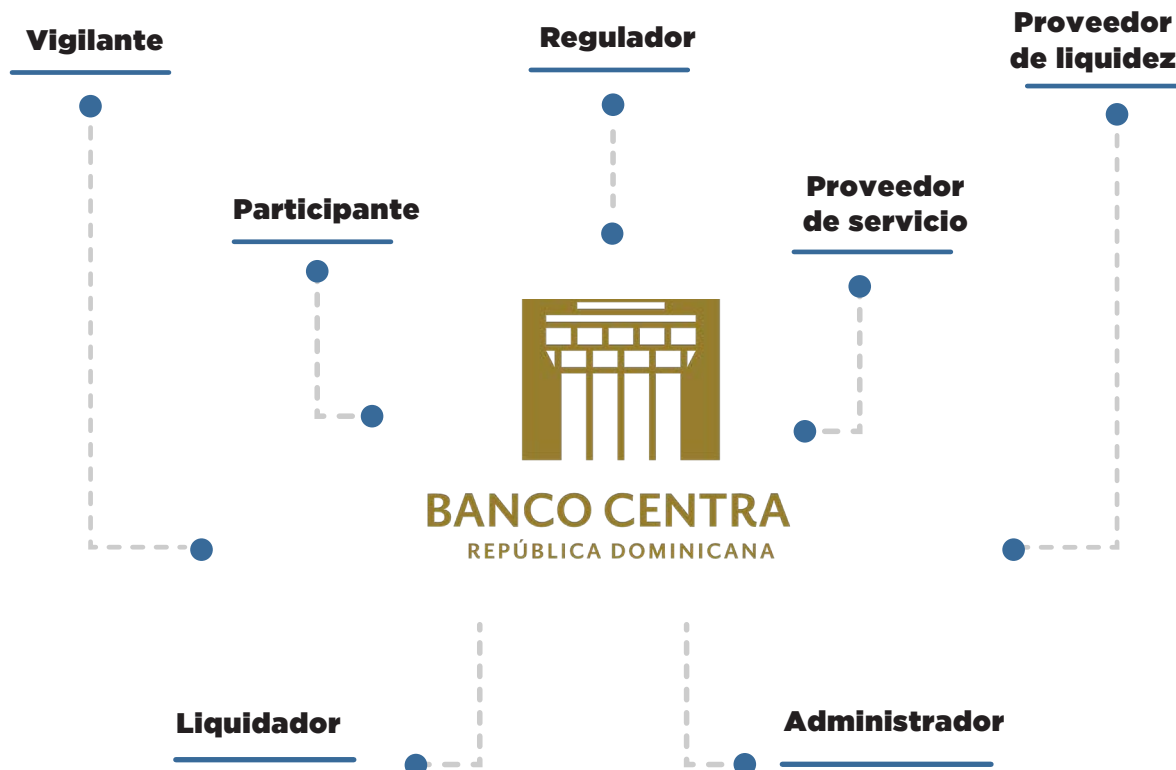 Vigilante
Regulador
Proveedor
de liquidez
Participante
Proveedor
de servicio
BANCO CENTRA
REPÚBLICA DOMINICANA
Liquidador
Administrador